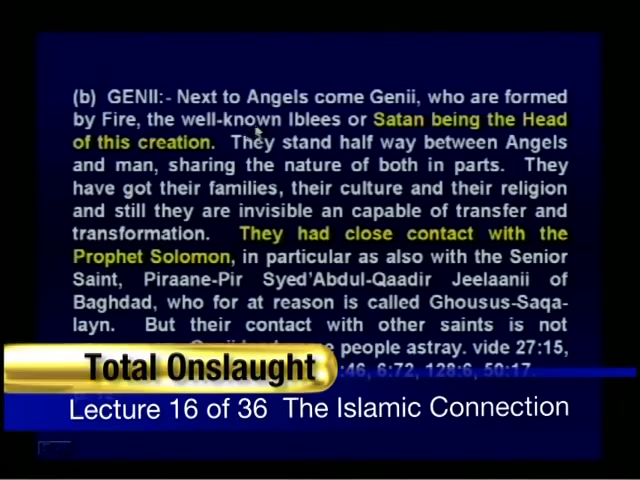 (b) GENII:- Next to Angels come Genii, who are formed
by Fire, the well-known Iblees or Satan being the Head
of this creation. They stand half way between Angels
and man, sharing the nature of both in parts. They
have got their families, their culture and their religion
and still they are invisible an capable of transfer and
transformation. They had close contact with the
Prophet Solomon, in particular as also with the Senior
Saint, Piraane-Pir Syed'Abdul-Qaadir Jeelaanii of
Baghdad, who for at reason is called Ghousus-Saqa-
layn. But their contact with other saints is not
people astray. vide 27:15,
:46, 6:72, 128:6, 50:17.
Total Onslaught
Lecture 16 of 36 The Islamic Connection